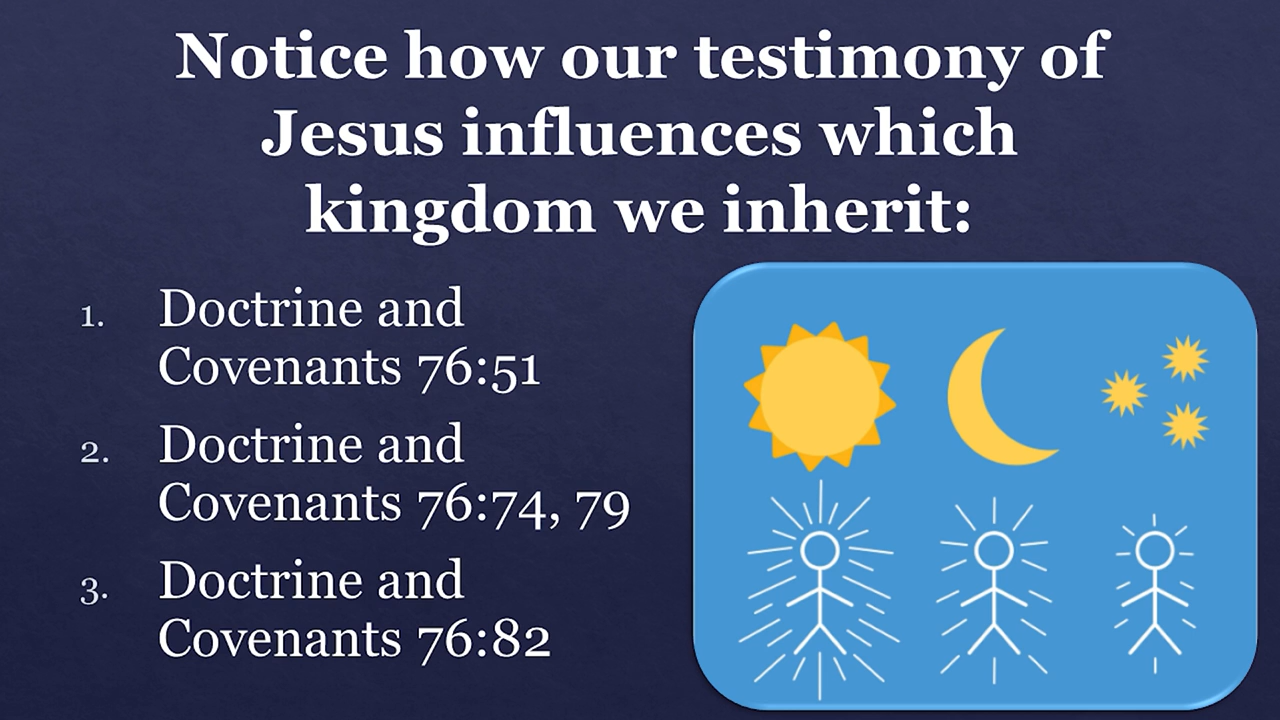 Notice how our testimony of
Jesus influences which
kingdom we inherit:
1. Doctrine and
Covenants 76:51
2. Doctrine and
Covenants 76:74, 79
3. Doctrine and
Covenants 76:82